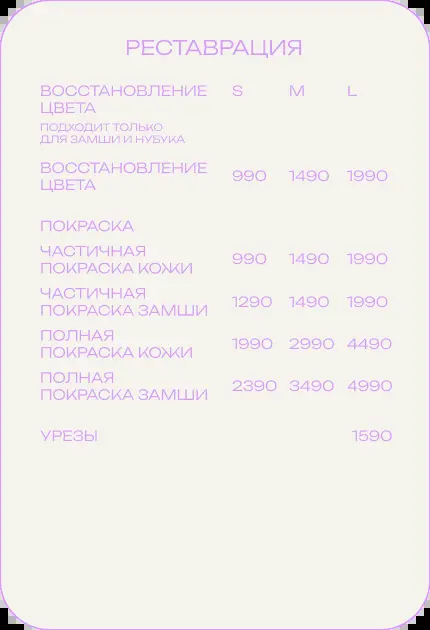 РЕСТАВРАЦИЯ
ВОССТАНОВЛЕНИЕ ЦВЕТА S M L
ПОДХОДИТ ТОЛЬКО
ДЛЯ ЗАМШИ И НУБУКА
ВОССТАНОВЛЕНИЕ ЦВЕТА 990 1490 1990
ПОКРАСКА
ЧАСТИЧНАЯ ПОКРАСКА КОЖИ 990 1490 1990
ЧАСТИЧНАЯ ПОКРАСКА ЗАМШИ 1290 1490 1990
ПОЛНАЯ ПОКРАСКА КОЖИ 1990 2990 4490
ПОЛНАЯ ПОКРАСКА ЗАМШИ 2390 3490 4990
УРЕЗЫ 1590